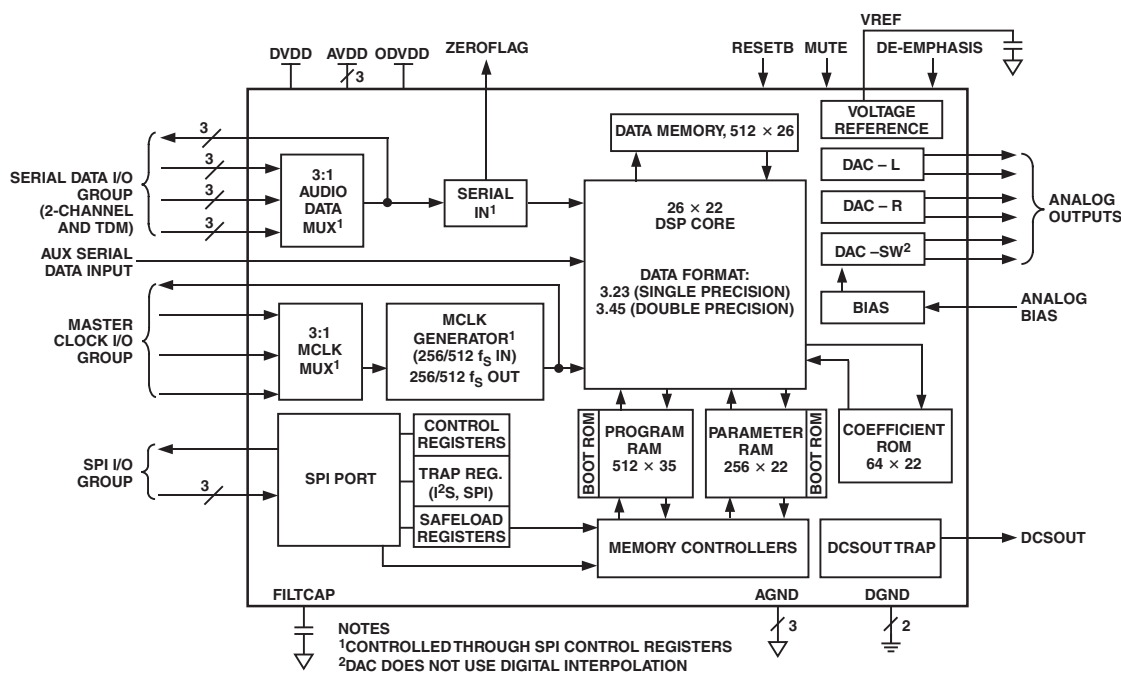 DVDD
AVDD
3
ODVDD
ZEROFLAG
RESETB
MUTE
DE-EMPHASIS
VREF
VOLTAGE
REFERENCE
DATA MEMORY, 512 × 26
3
3
3
3
SERIAL DATA I/O
GROUP
(2-CHANNEL
AND TDM)
3:1
AUDIO
DATA
MUX1
SERIAL
IN1
26 × 22
DSP CORE
DATA FORMAT:
3.23 (SINGLE PRECISION)
3.45 (DOUBLE PRECISION)
DAC – L
DAC – R
DAC –SW2
ANALOG
OUTPUTS
BIAS
ANALOG
BIAS
AUX SERIAL
DATA INPUT
MASTER
CLOCK I/O
GROUP
3:1
MCLK
MUX1
MCLK
GENERATOR1
(256/512 fS IN)
256/512 fS OUT
SPI I/O
GROUP
3
SPI PORT
CONTROL
REGISTERS
TRAP REG.
(I2S, SPI)
SAFELOAD
REGISTERS
BOOT ROM
PROGRAM
RAM
512 × 35
PARAMETER
RAM
256 × 22
BOOT ROM
COEFFICIENT
ROM
64 × 22
MEMORY CONTROLLERS
DCSOUT TRAP
DCSOUT
FILTCAP
AGND
3
DGND
2
NOTES
1CONTROLLED THROUGH SPI CONTROL REGISTERS
2DAC DOES NOT USE DIGITAL INTERPOLATION